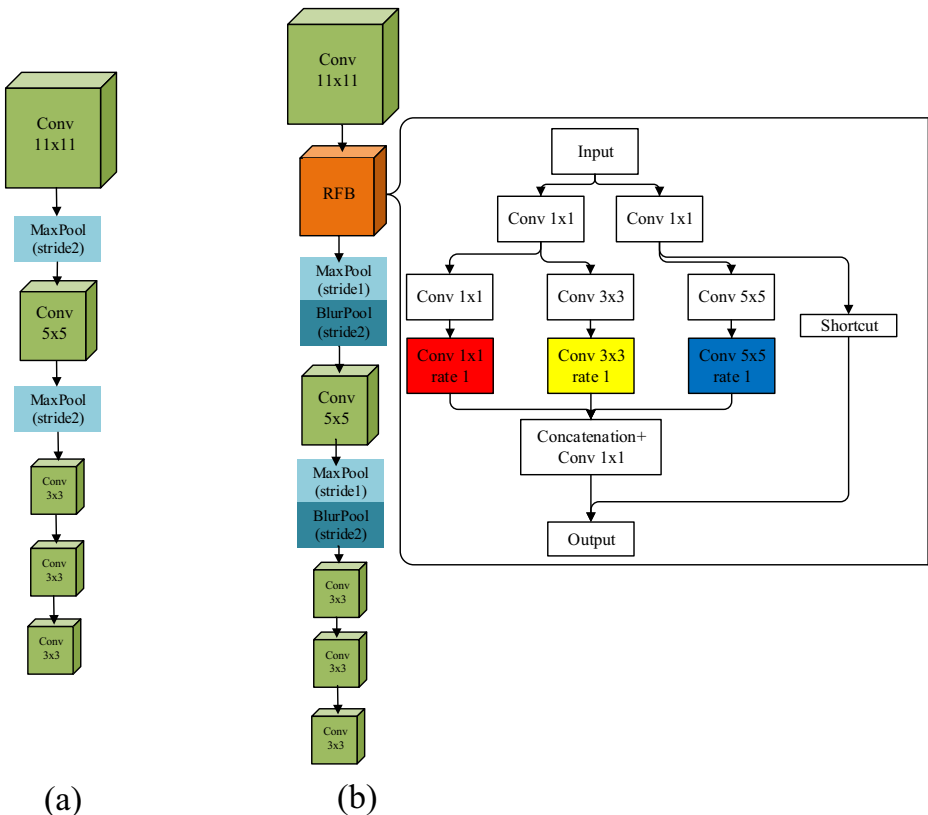 Conv
11x11
MaxPool
(stride2)
Conv
5x5
MaxPool
(stride2)
Conv
3x3
Conv
3x3
Conv
3x3
(a)
Conv
11x11
RFB
MaxPool
(stride1)
BlurPool
(stride2)
Conv
5x5
MaxPool
(stride1)
BlurPool
(stride2)
Conv
3x3
Conv
3x3
Conv
3x3
(b)
Input
Conv 1x1
Conv 1x1
Conv 1x1
Conv 3x3
Conv 5x5
Shortcut
Conv 1x1
rate 1
Conv 3x3
rate 1
Conv 5x5
rate 1
Concatenation+
Conv 1x1
Output